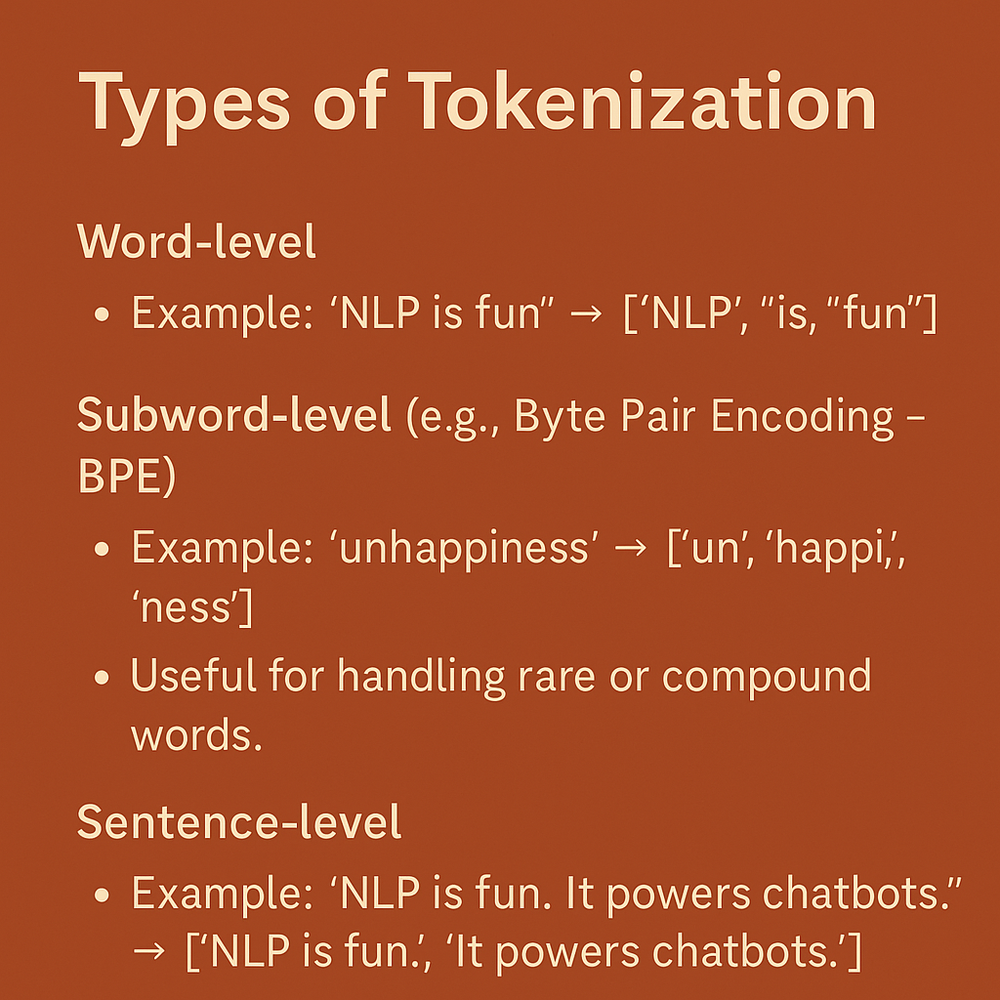 Types of Tokenization
Word-level
• Example: ‘NLP is fun” → [‘NLP’, ”is, “fun”]
Subword-level (e.g., Byte Pair Encoding –
BPE)
• Example: ‘unhappiness’ → [‘un’, ‘happi,’,
‘ness’]
• Useful for handling rare or compound
words.
Sentence-level
• Example: ‘NLP is fun. It powers chatbots.”
→ [‘NLP is fun.’, ‘It powers chatbots.’]